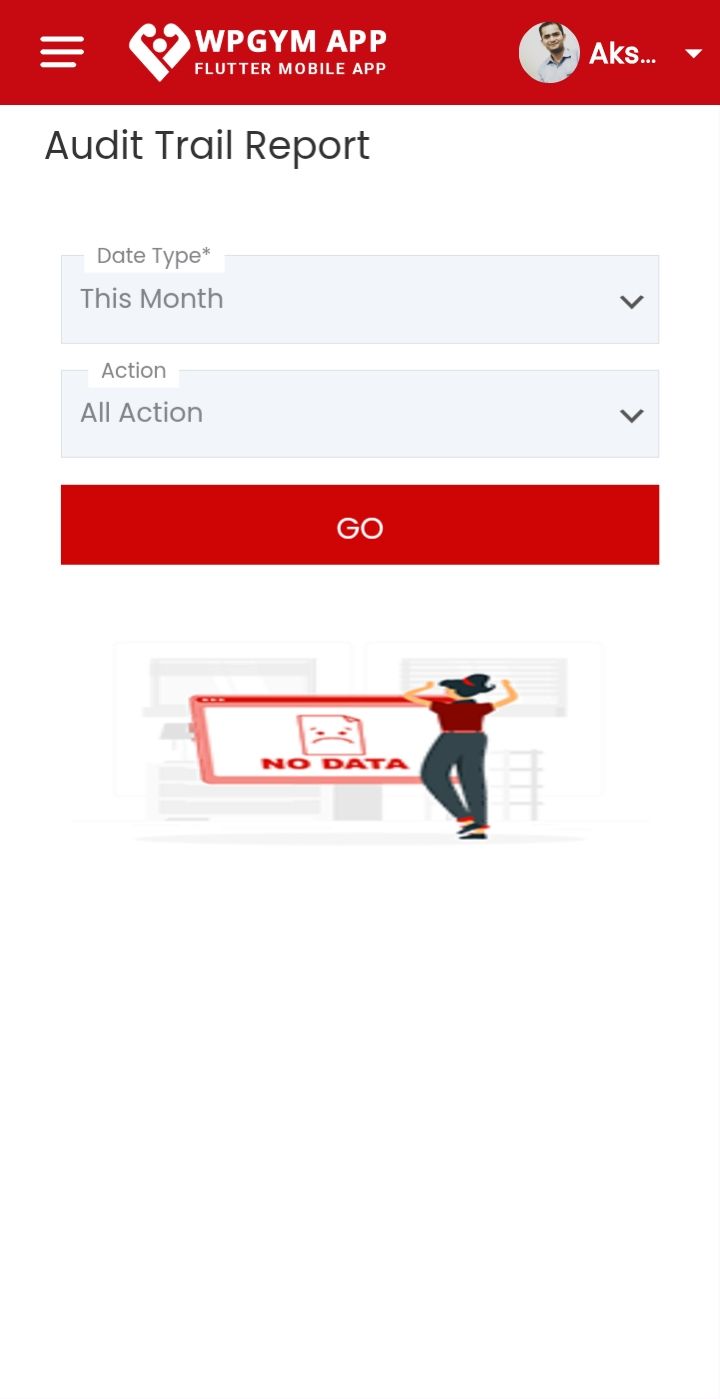 WPGYM APP
FLUTTER MOBILE APP
Aks...
Audit Trail Report
Date Type*
This Month
Action
All Action
GO
NO DATA